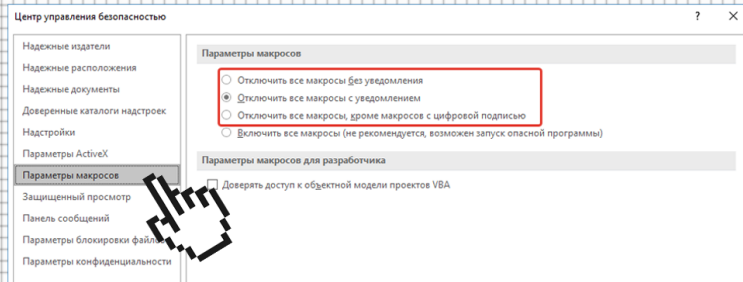 Центр управления безопасностью
? X
Надежные издатели
Надежные расположения
Надежные документы
Доверенные каталоги надстроек
Надстройки
Параметры ActiveX
Параметры макросов
Защищенный просмотр
Панель сообщений
Параметры блокировки файлов
Параметры конфиденциальности
Параметры макросов
Отключить все макросы без уведомления
Отключить все макросы с уведомлением
Отключить все макросы, кроме макросов с цифровой подписью
Включить все макросы (не рекомендуется, возможен запуск опасной программы)
Параметры макросов для разработчика
Доверять доступ к объектной модели проектов VBA